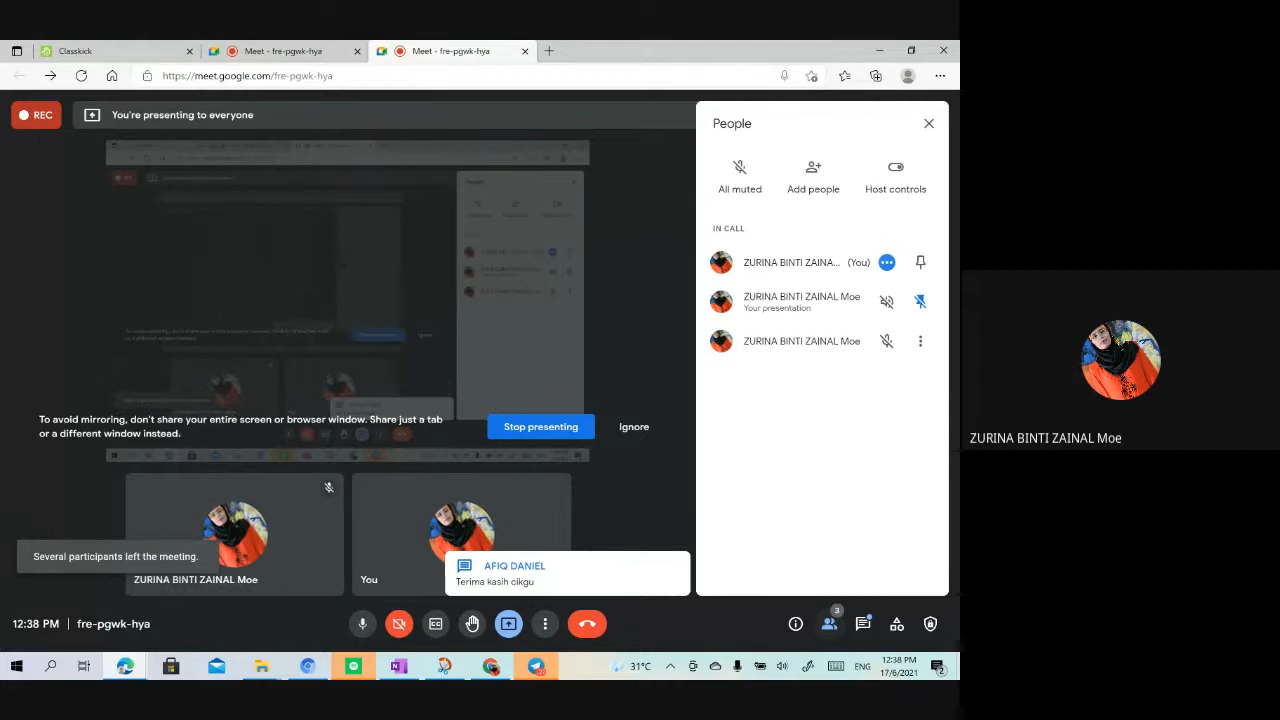 Classkick
Meet - fre-pgwk-hya
Meet - fre-pgwk-hya
https://meet.google.com/fre-pgwk-hya
REC
You're presenting to everyone
People
All muted
Add people
Host controls
IN CALL
ZURINA BINTI ZAINA... (You)
ZURINA BINTI ZAINAL Moe
Your presentation
ZURINA BINTI ZAINAL Moe
To avoid mirroring, don't share your entire screen or browser window. Share just a tab
or a different window instead.
Stop presenting
Ignore
Several participants left the meeting.
ZURINA BINTI ZAINAL Moe
You
AFIQ DANIEL
Terima kasih cikgu
12:38 PM | fre-pgwk-hya
3
31°C
ENG
12:38 PM
17/6/2021
2
ZURINA BINTI ZAINAL Moe